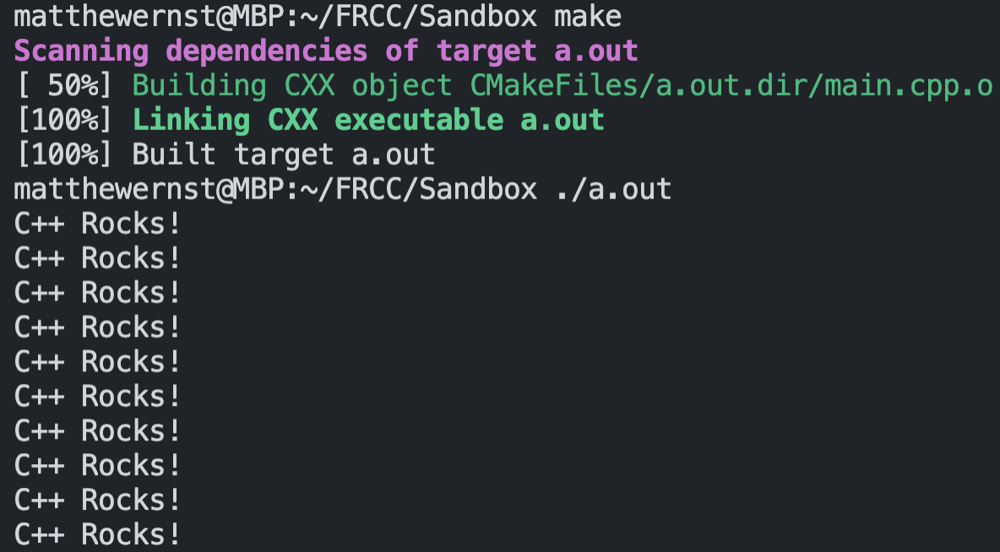 matthewernst@MBP:~/FRCC/Sandbox make
Scanning dependencies of target a.out
[ 50%] Building CXX object CMakeFiles/a.out.dir/main.cpp.o
[100%] Linking CXX executable a.out
[100%] Built target a.out
matthewernst@MBP:~/FRCC/Sandbox ./a.out
C++ Rocks!
C++ Rocks!
C++ Rocks!
C++ Rocks!
C++ Rocks!
C++ Rocks!
C++ Rocks!
C++ Rocks!
C++ Rocks!
C++ Rocks!